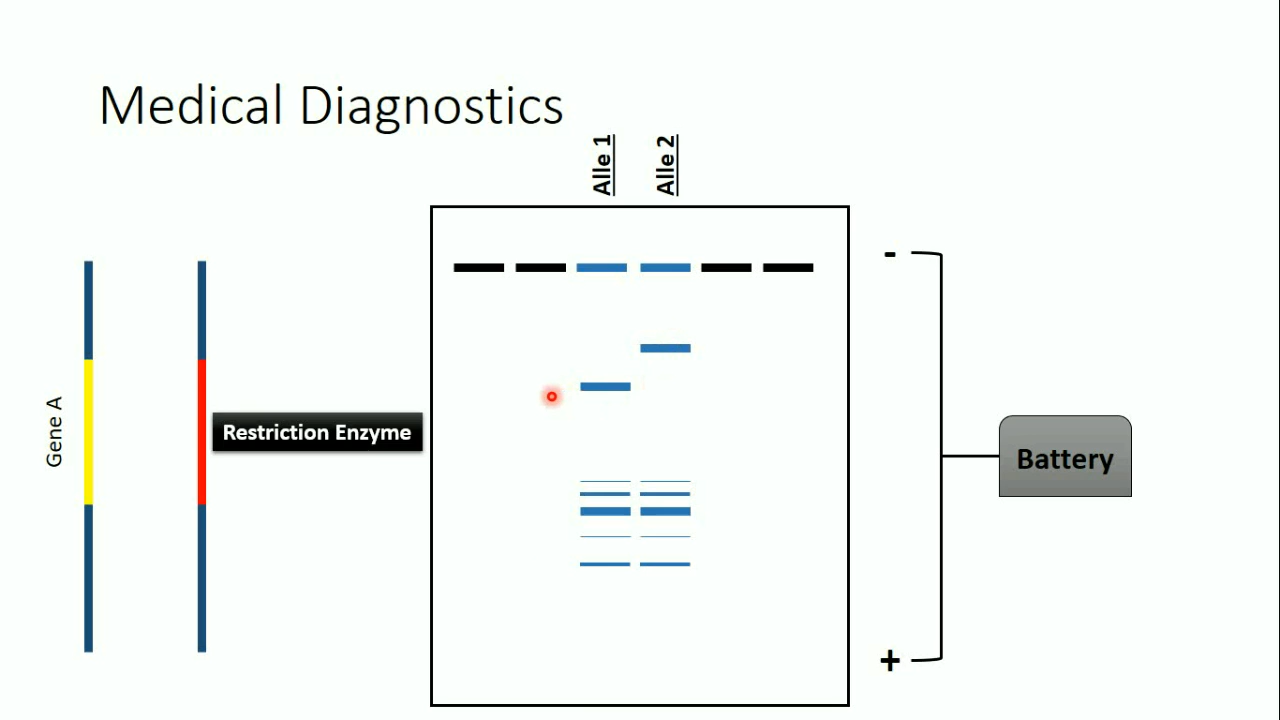 Medical Diagnostics
Alle 1
Alle 2
-
Gene A
Restriction Enzyme
Battery
+